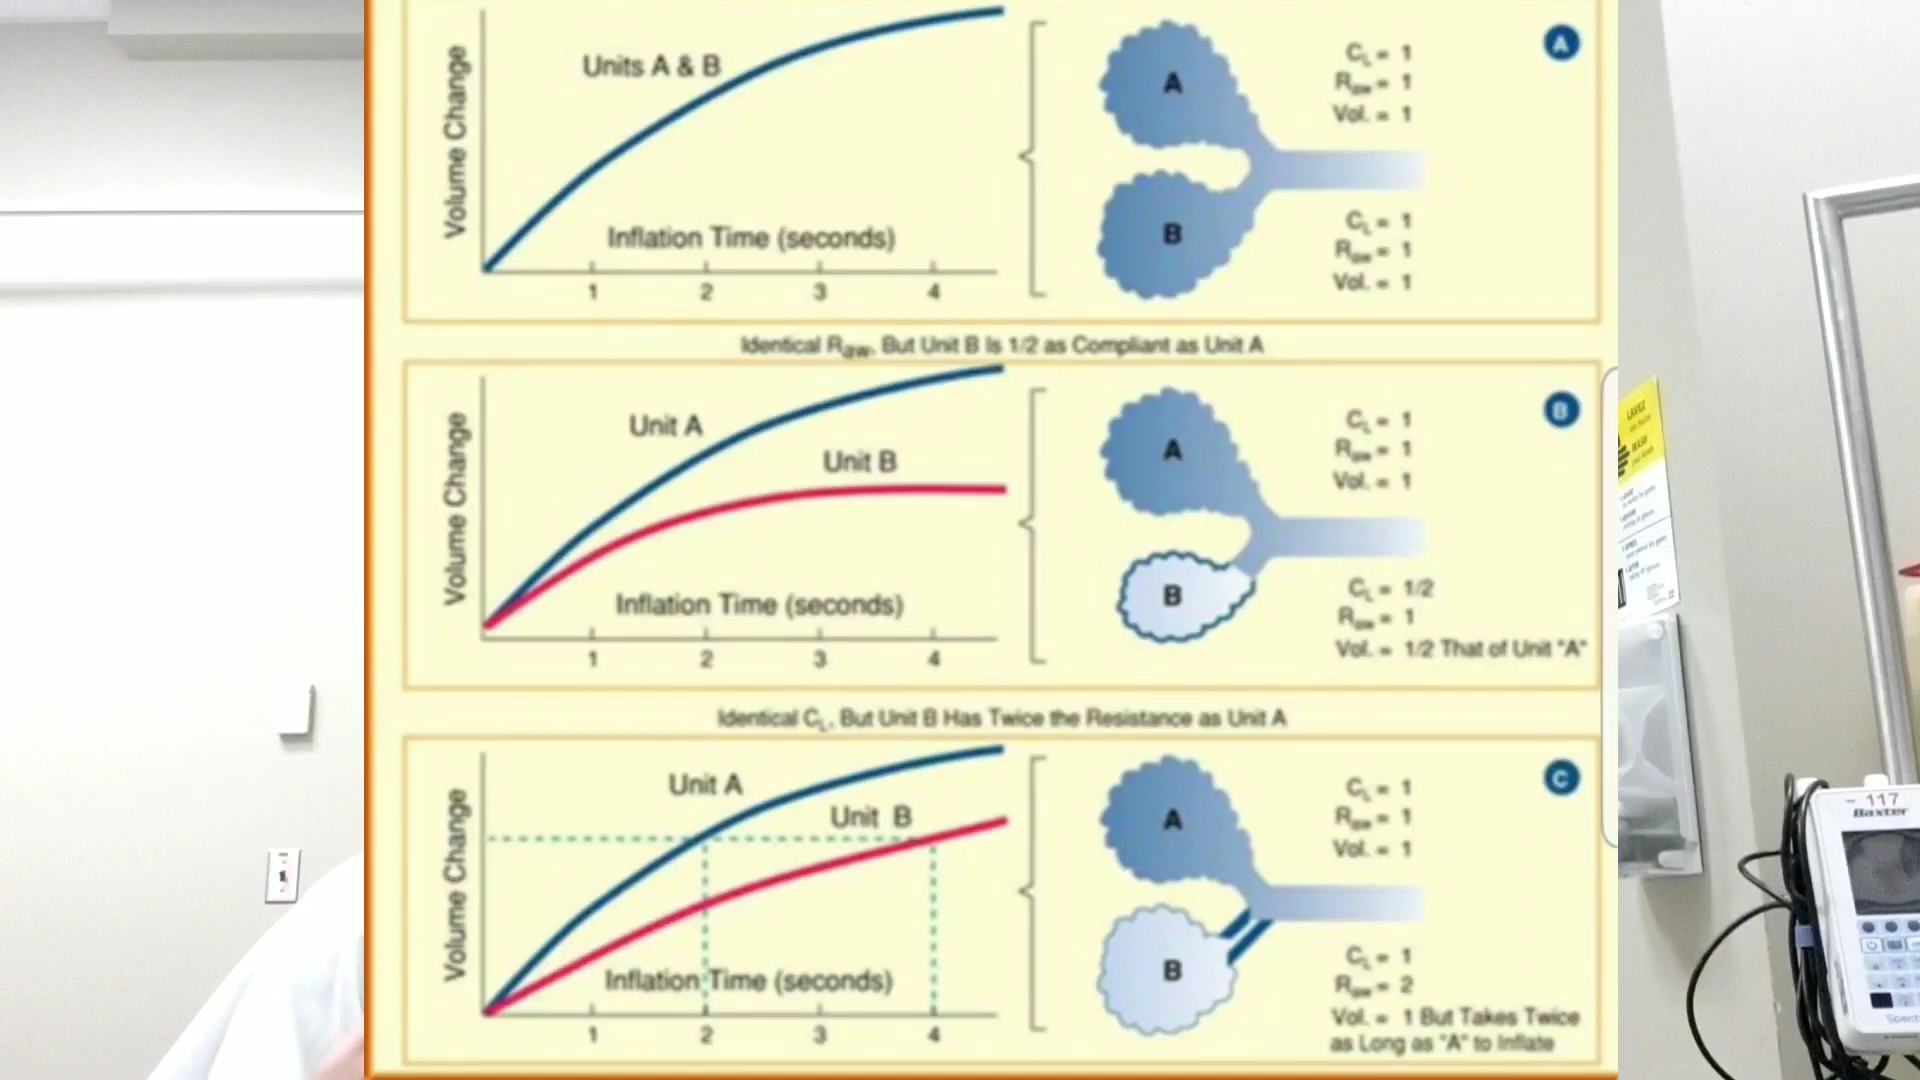 Volume Change
Units A & B
Inflation Time (seconds)
1 2 3 4
A
B
C_L = 1
R_aw = 1
Vol. = 1
C_L = 1
R_aw = 1
Vol. = 1
A
Identical R_aw, But Unit B Is 1/2 as Compliant as Unit A
Volume Change
Unit A
Unit B
Inflation Time (seconds)
1 2 3 4
A
B
C_L = 1
R_aw = 1
Vol. = 1
C_L = 1/2
R_aw = 1
Vol. = 1/2 That of Unit "A"
B
Identical C_L, But Unit B Has Twice the Resistance as Unit A
Volume Change
Unit A
Unit B
Inflation Time (seconds)
1 2 3 4
A
B
C_L = 1
R_aw = 1
Vol. = 1
C_L = 1
R_aw = 2
Vol. = 1 But Takes Twice
as Long as "A" to Inflate
C
LAVEZ
WASH
117
Baxter